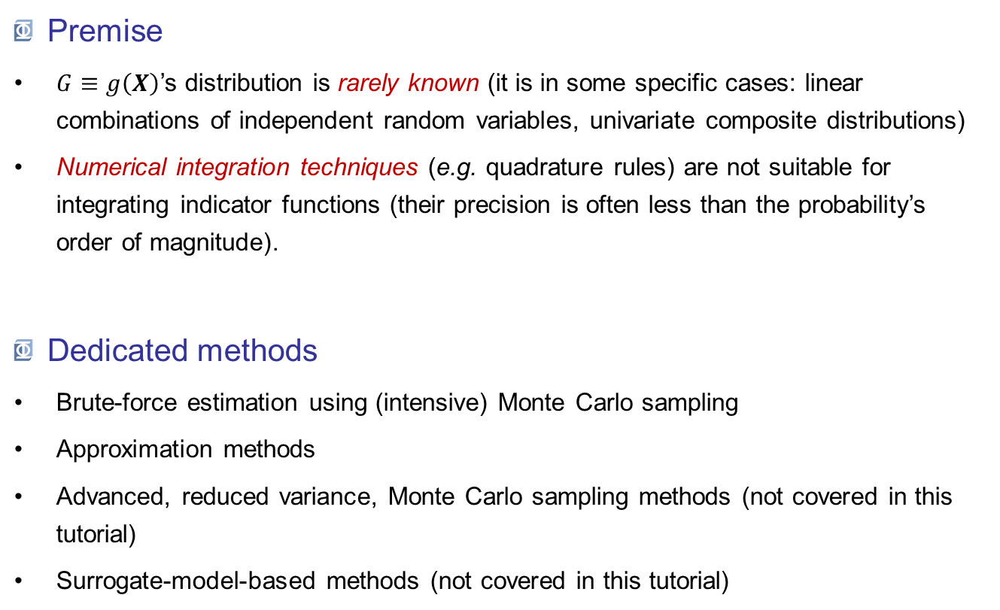 Premise
• G ≡ g(X)’s distribution is rarely known (it is in some specific cases: linear
combinations of independent random variables, univariate composite distributions)
• Numerical integration techniques (e.g. quadrature rules) are not suitable for
integrating indicator functions (their precision is often less than the probability’s
order of magnitude).
Dedicated methods
• Brute-force estimation using (intensive) Monte Carlo sampling
• Approximation methods
• Advanced, reduced variance, Monte Carlo sampling methods (not covered in this
tutorial)
• Surrogate-model-based methods (not covered in this tutorial)